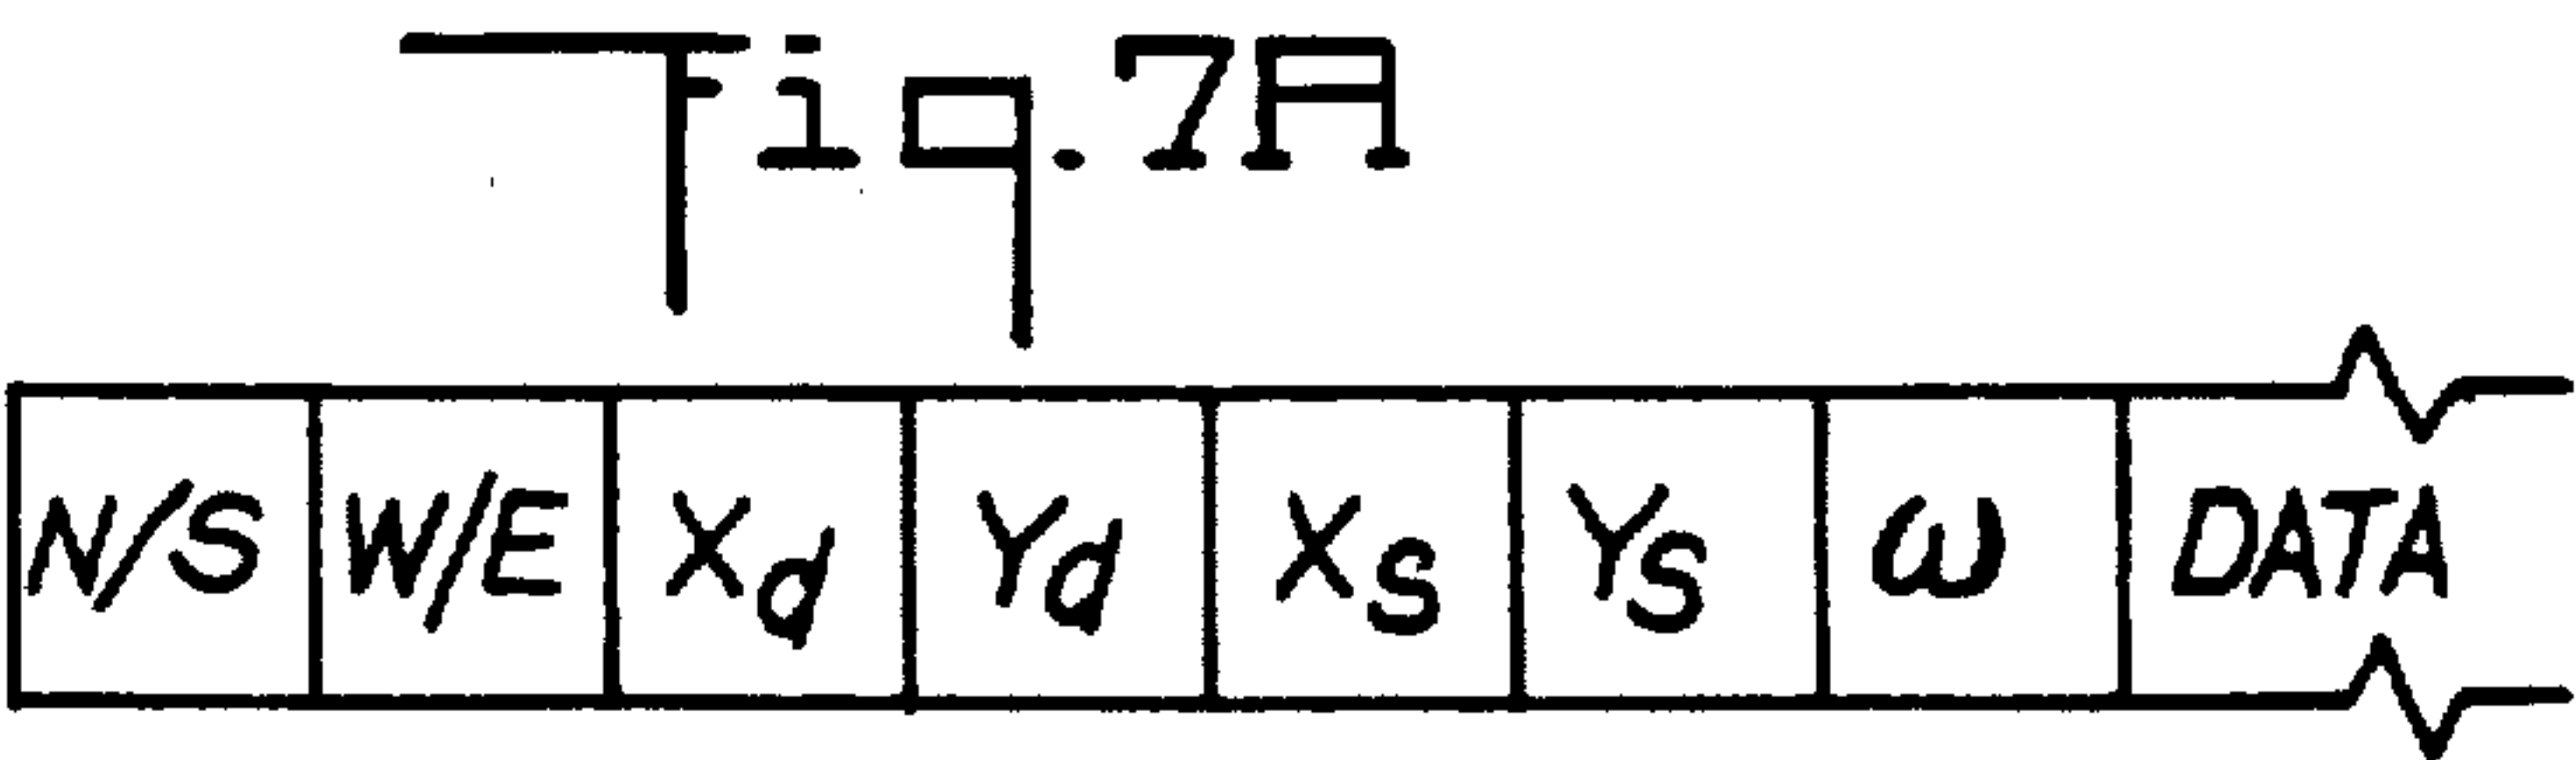 Fig.7A
N/S W/E Xd Yd Xs Ys ω DATA